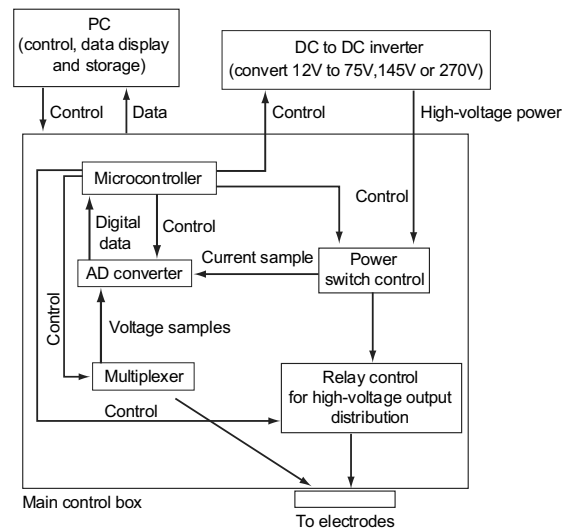 PC
(control, data display
and storage)
DC to DC inverter
(convert 12V to 75V,145V or 270V)
Control
Data
Control
High-voltage power
Microcontroller
Control
Digital
data
Control
AD converter
Current sample
Power
switch control
Control
Voltage samples
Multiplexer
Relay control
for high-voltage output
distribution
Control
Main control box
To electrodes